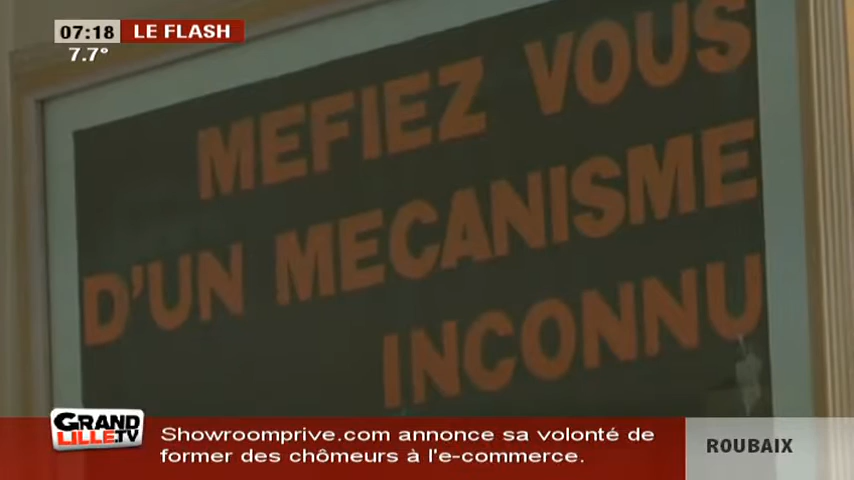 07:18 LE FLASH
7.7°
MEFIEZ VOUS
D'UN MECANISME
INCONNU
GRAND
LILLE.TV
Showroomprive.com annonce sa volonté de
former des chômeurs à l'e-commerce.
ROUBAIX